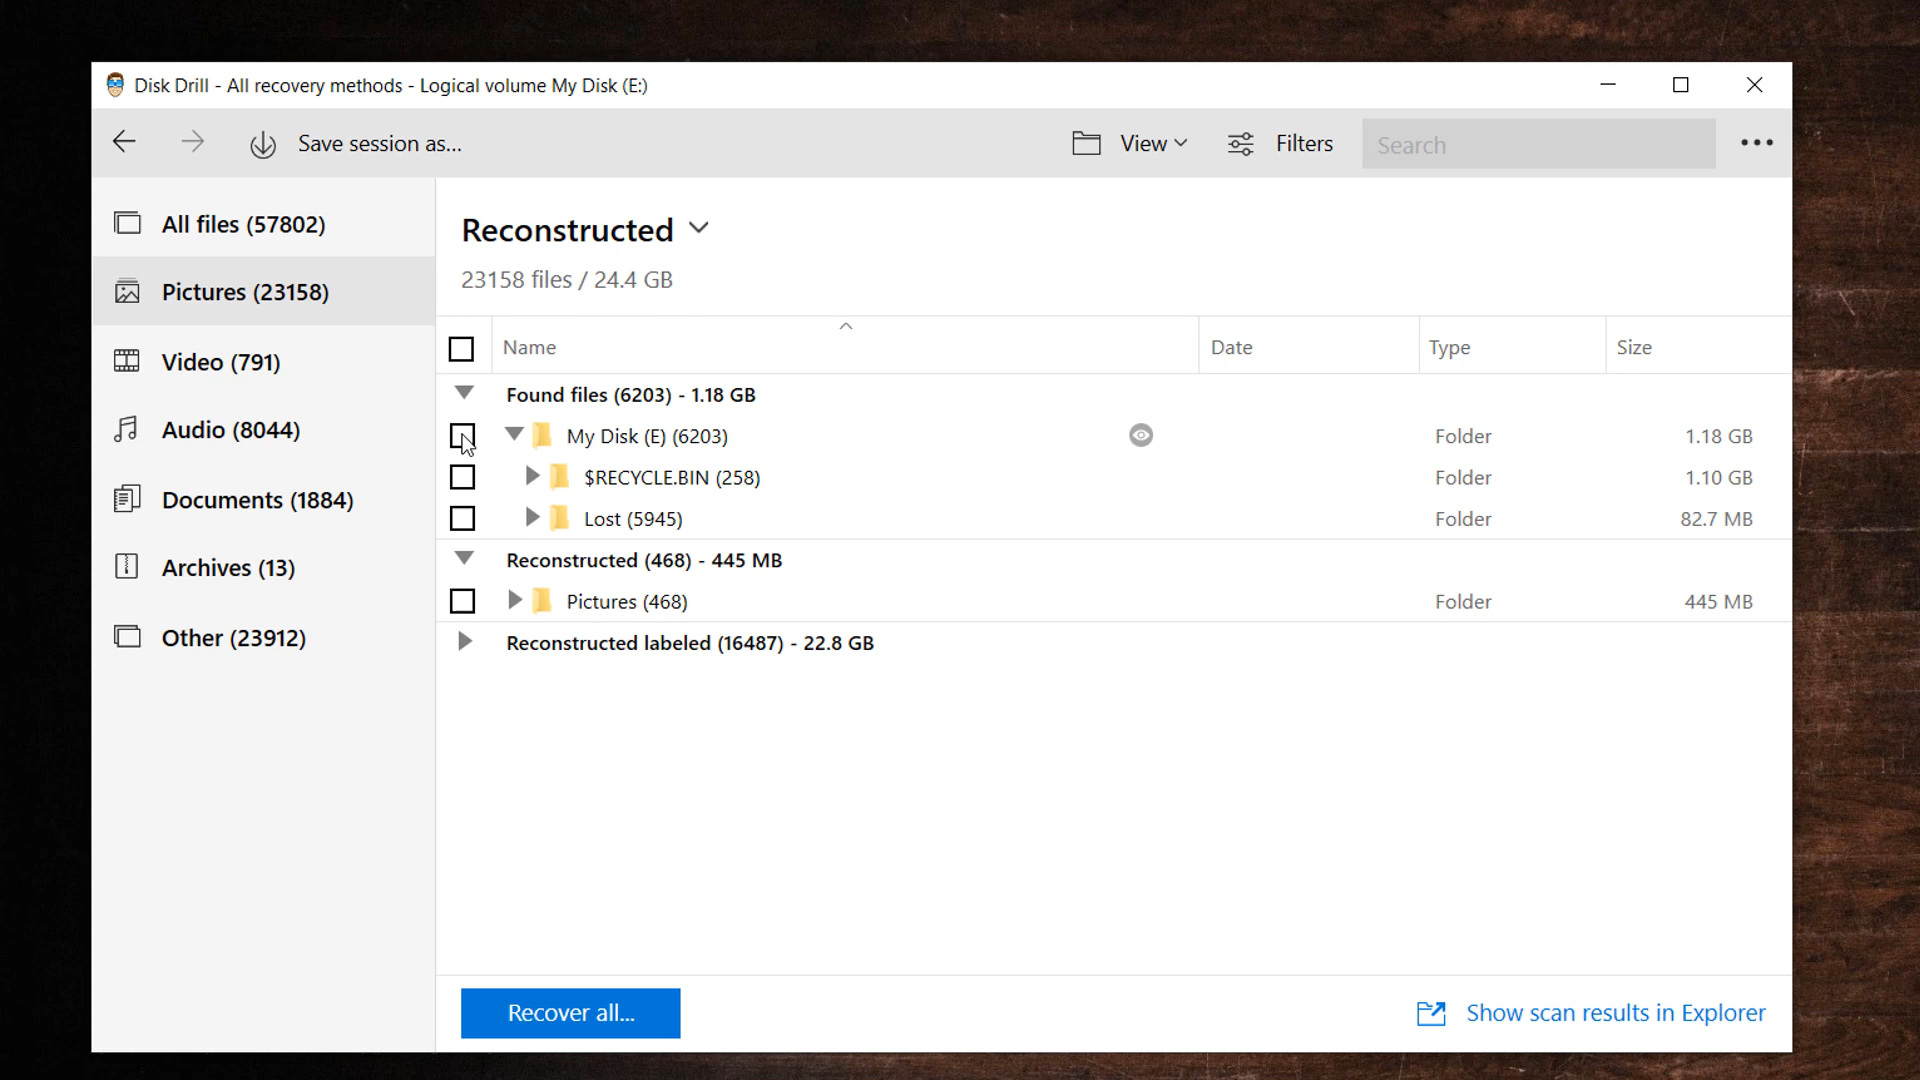 Disk Drill - All recovery methods - Logical volume My Disk (E:)
Save session as...
View
Filters
Search
All files (57802)
Pictures (23158)
Video (791)
Audio (8044)
Documents (1884)
Archives (13)
Other (23912)
Reconstructed
23158 files / 24.4 GB
Name Date Type Size
Found files (6203) - 1.18 GB
My Disk (E) (6203) Folder 1.18 GB
$RECYCLE.BIN (258) Folder 1.10 GB
Lost (5945) Folder 82.7 MB
Reconstructed (468) - 445 MB
Pictures (468) Folder 445 MB
Reconstructed labeled (16487) - 22.8 GB
Recover all...
Show scan results in Explorer